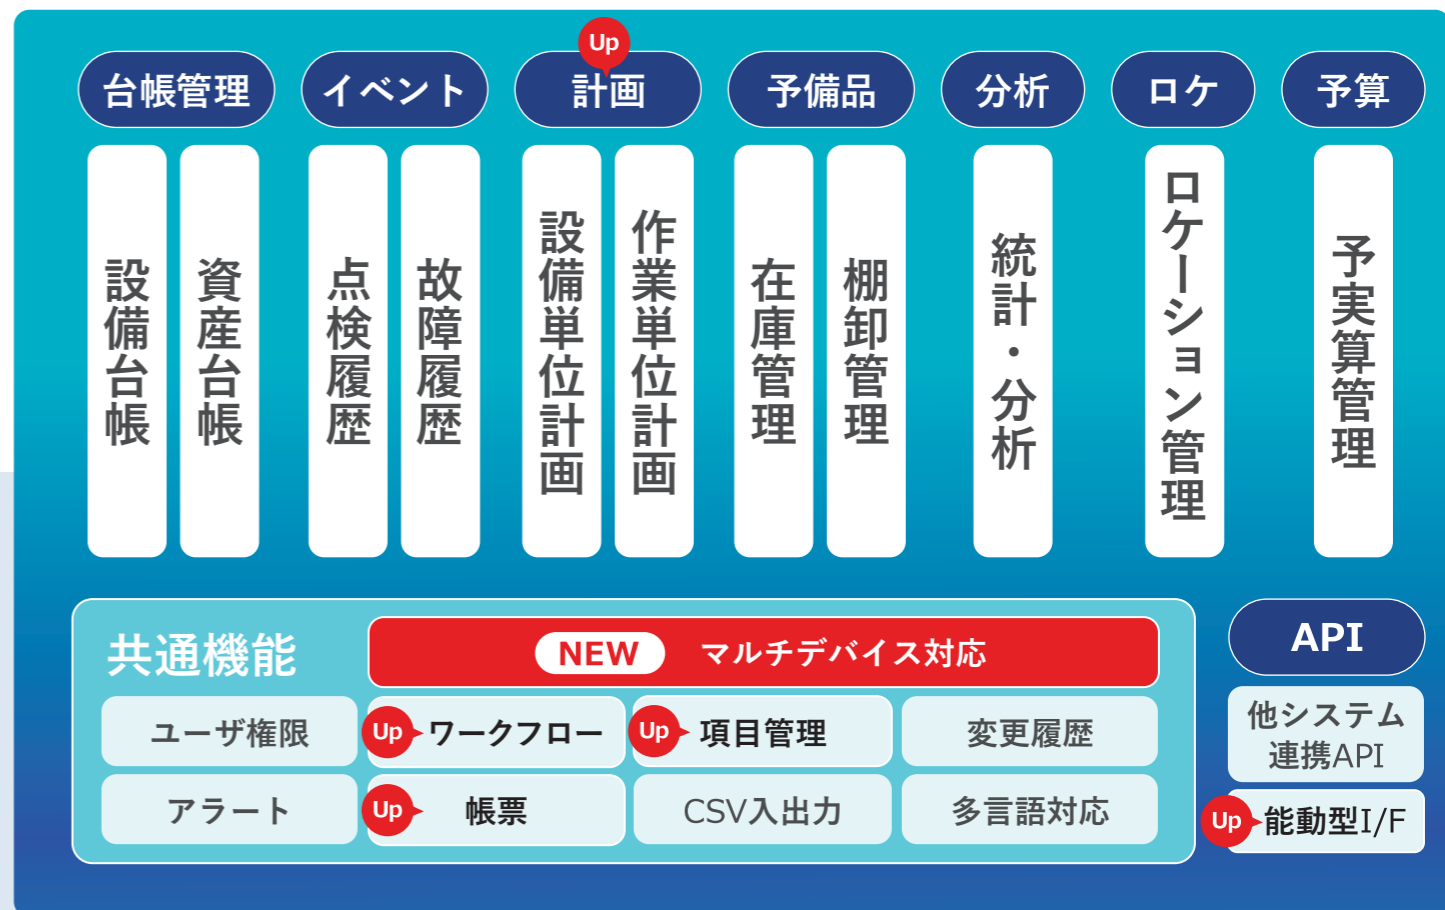 Up
台帳管理
イベント
計画
予備品
分析
ロケ
予算
設備台帳
資産台帳
点検履歴
故障履歴
設備単位計画
作業単位計画
在庫管理
棚卸管理
統計・分析
ロケーション管理
予実算管理
共通機能
NEW マルチデバイス対応
ユーザ権限
Up ワークフロー
Up 項目管理
変更履歴
アラート
Up 帳票
CSV入出力
多言語対応
API
他システム
連携API
Up 能動型I/F